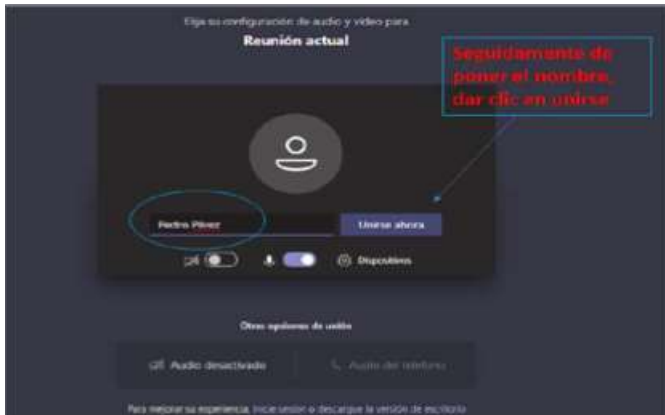 Elija su configuración de audio y vídeo para
Reunión actual
Seguidamente de
poner el nombre,
dar clic en unirse
Pedro Pérez
Unirse ahora
Dispositivos
Otras opciones de unión
Audio desactivado
Audio del teléfono
Para mejorar su experiencia, inicie sesión o descargue la versión de escritorio